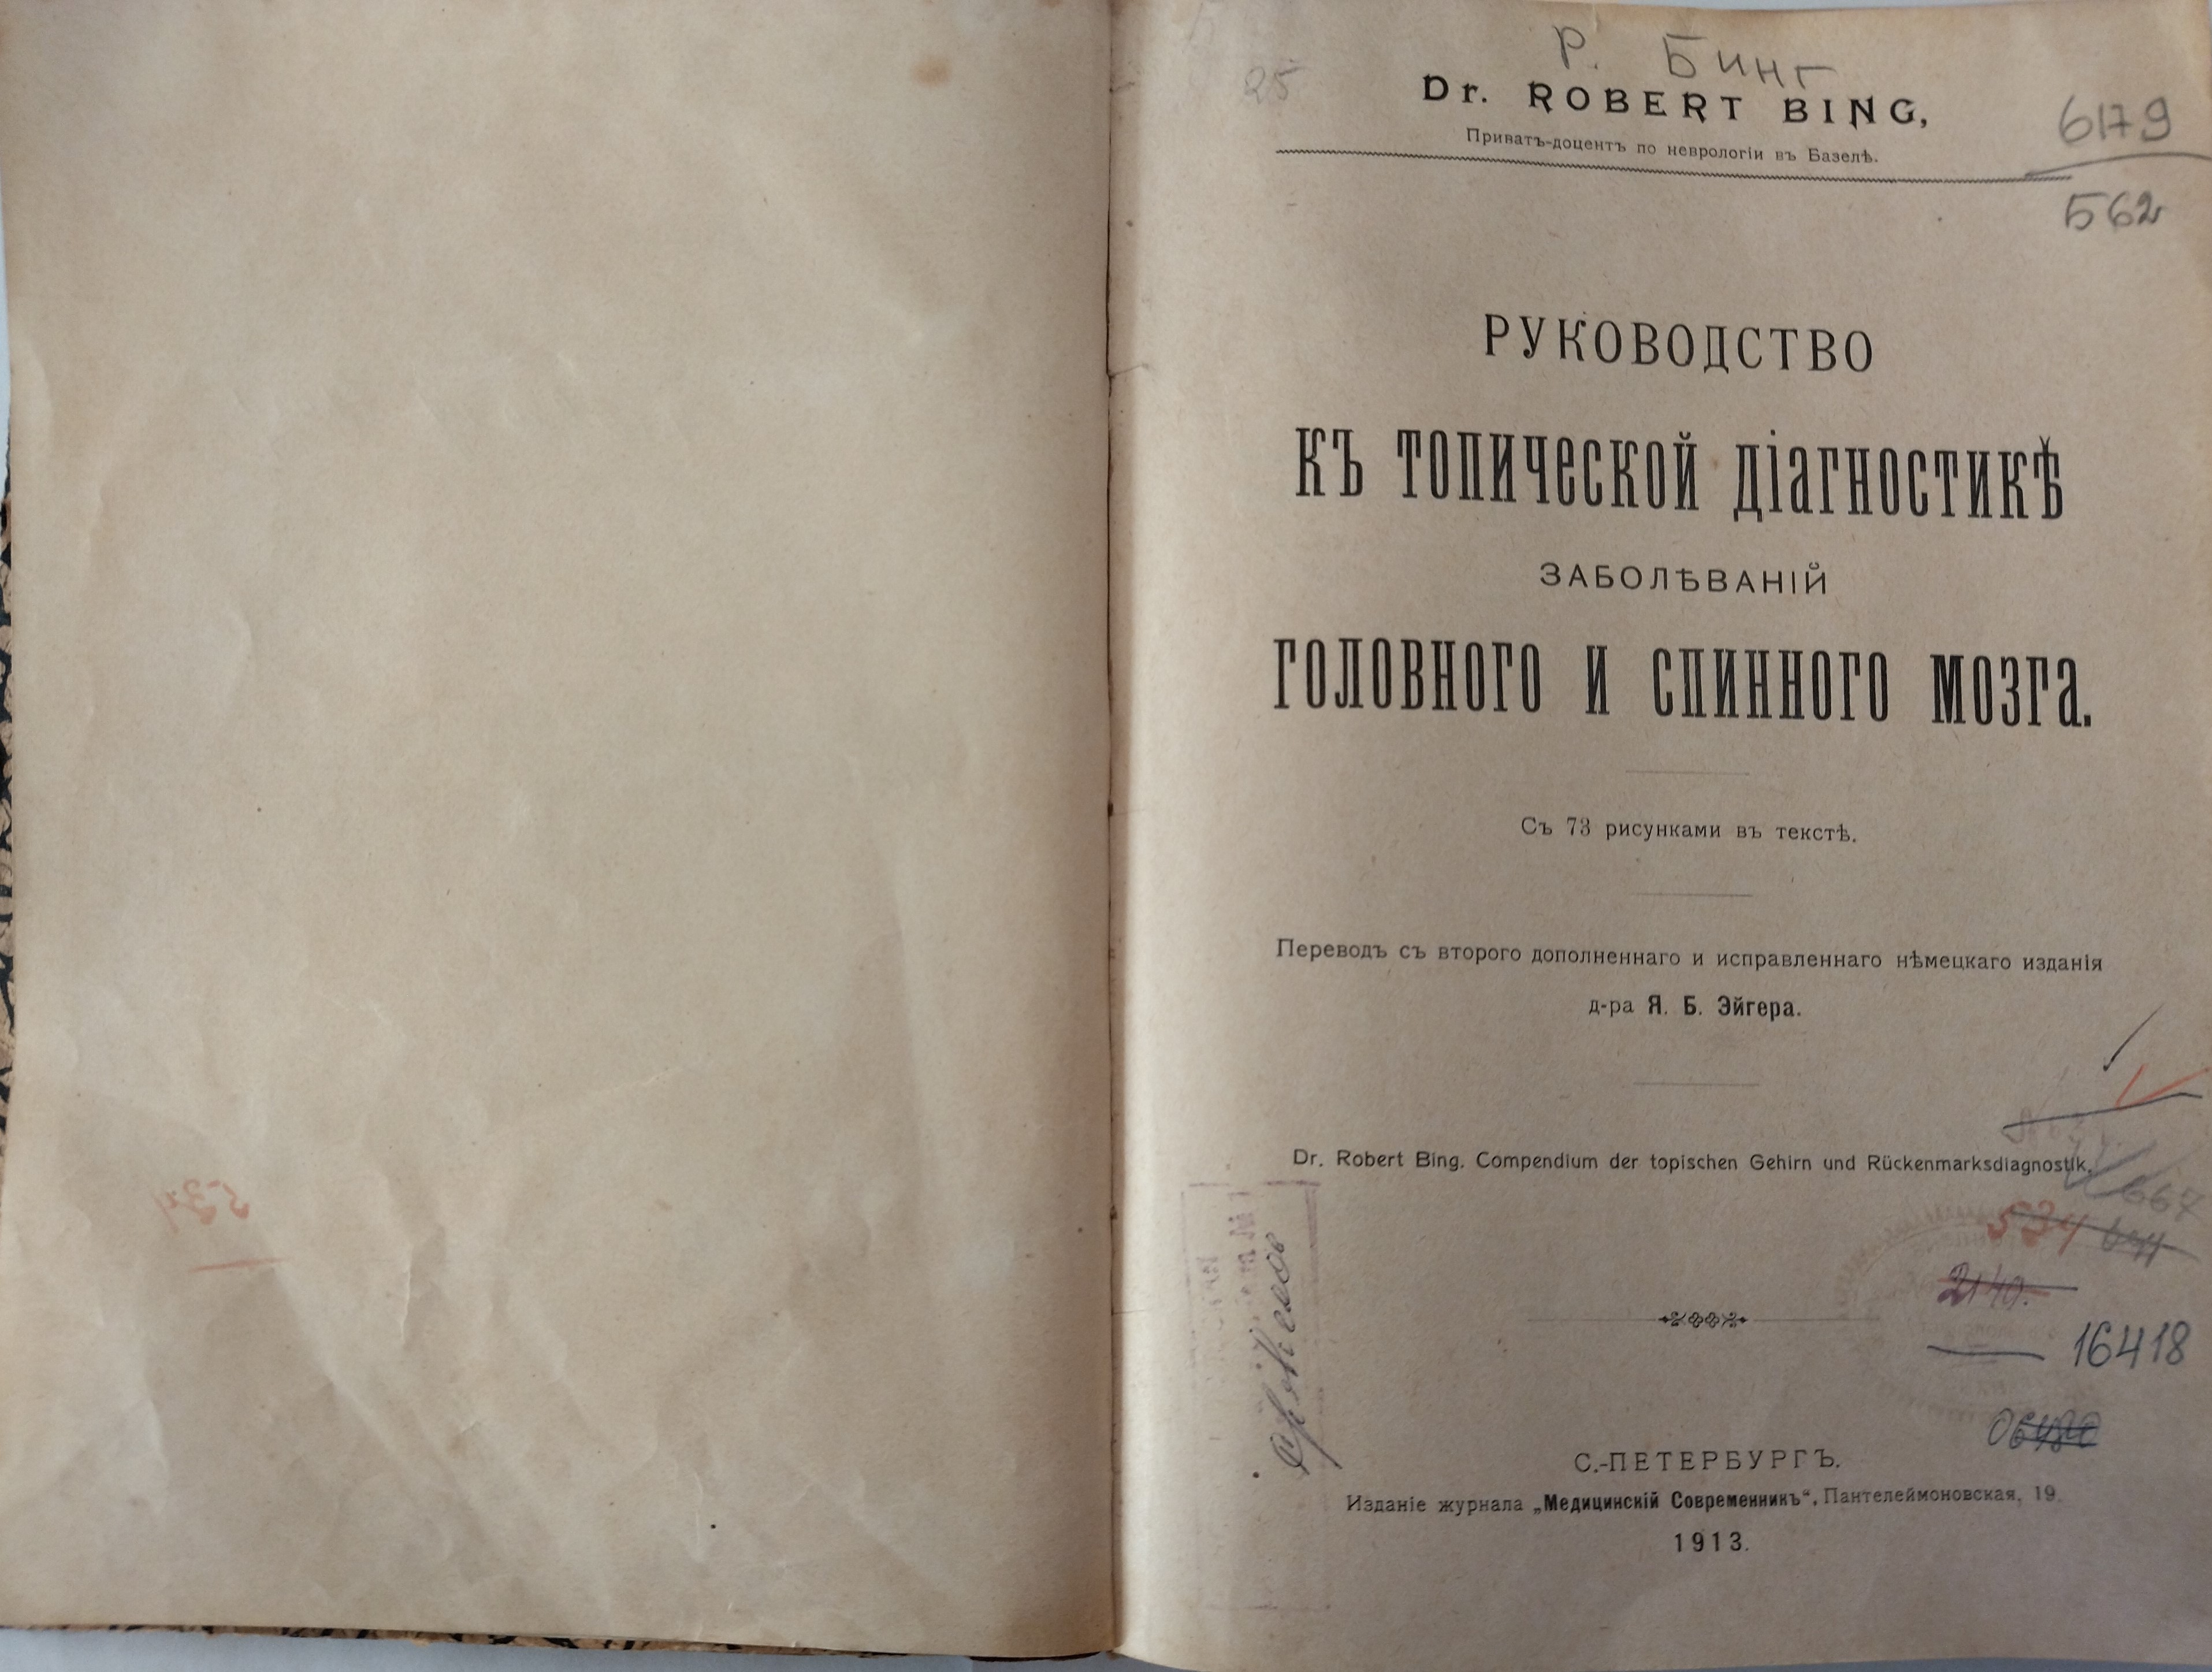 Р. Бинг
25
Dr. ROBERT BING,
Приватъ-доцентъ по неврологіи въ Базелѣ.
6179
Б62
РУКОВОДСТВО
КЪ ТОПИЧЕСКОЙ ДІАГНОСТИКѢ
ЗАБОЛѢВАНІЙ
ГОЛОВНОГО И СПИННОГО МОЗГА.
Съ 73 рисунками въ текстѣ.
Переводъ съ второго дополненнаго и исправленнаго нѣмецкаго изданія
д-ра Я. Б. Эйгера.
Dr. Robert Bing. Compendium der topischen Gehirn und Rückenmarksdiagnostik.
534
2140.
16418
С.-ПЕТЕРБУРГЪ.
Изданіе журнала „Медицинскій Современникъ“, Пантелеймоновская, 19.
1913.